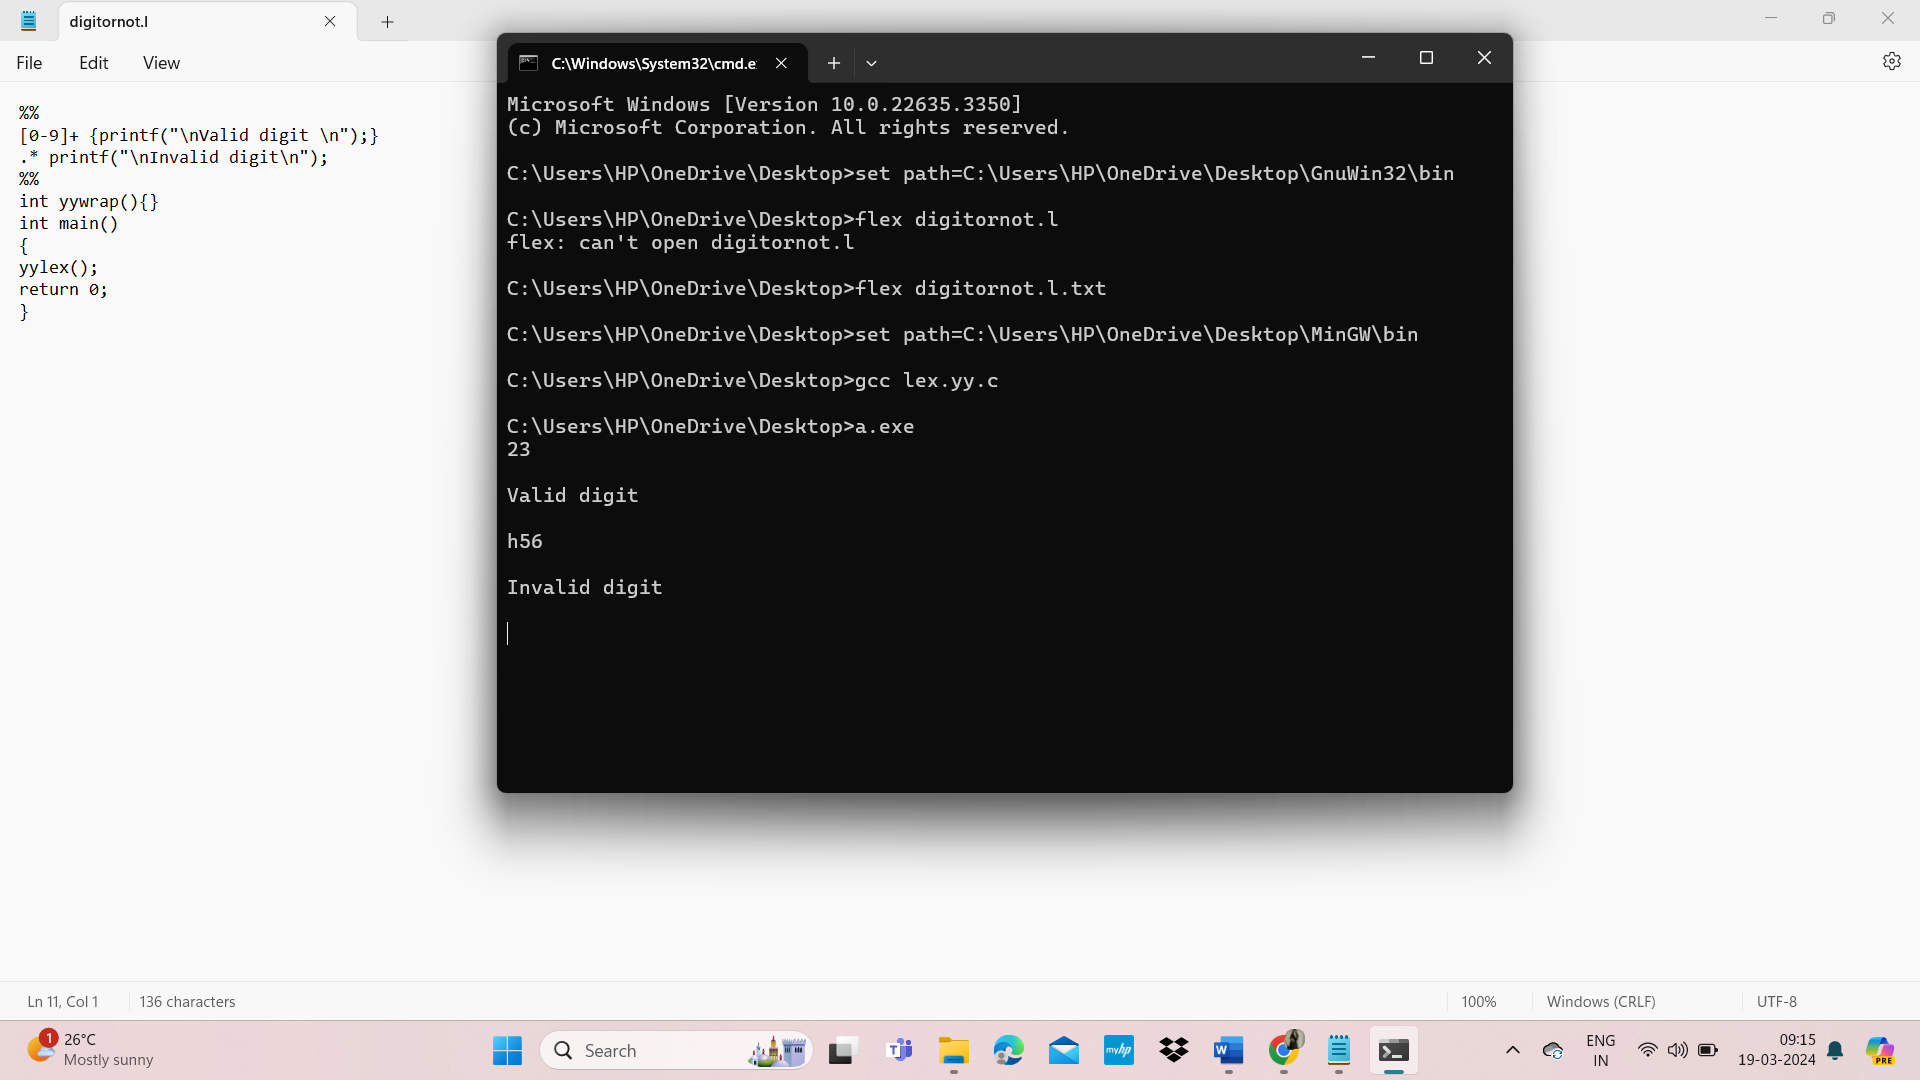 digitornot.l
File Edit View
%%
[0-9]+ {printf("\nValid digit \n");}
.* printf("\nInvalid digit\n");
%%
int yywrap(){}
int main()
{
yylex();
return 0;
}
C:\Windows\System32\cmd.e
Microsoft Windows [Version 10.0.22635.3350]
(c) Microsoft Corporation. All rights reserved.
C:\Users\HP\OneDrive\Desktop>set path=C:\Users\HP\OneDrive\Desktop\GnuWin32\bin
C:\Users\HP\OneDrive\Desktop>flex digitornot.l
flex: can't open digitornot.l
C:\Users\HP\OneDrive\Desktop>flex digitornot.l.txt
C:\Users\HP\OneDrive\Desktop>set path=C:\Users\HP\OneDrive\Desktop\MinGW\bin
C:\Users\HP\OneDrive\Desktop>gcc lex.yy.c
C:\Users\HP\OneDrive\Desktop>a.exe
23
Valid digit
h56
Invalid digit
Ln 11, Col 1 136 characters 100% Windows (CRLF) UTF-8
1
26°C
Mostly sunny
Search
myhp
ENG
IN
09:15
19-03-2024
PRE